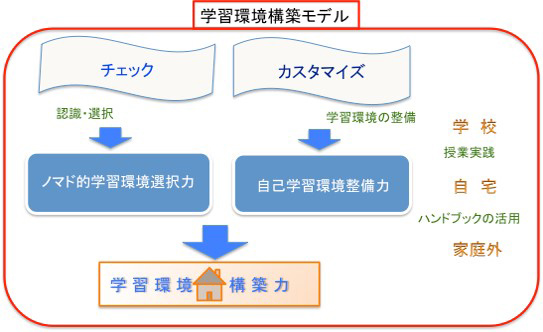 学習環境構築モデル
チェック
カスタマイズ
認識・選択
学習環境の整備
ノマド的学習環境選択力
自己学習環境整備力
学校
授業実践
自宅
ハンドブックの活用
家庭外
学習環境構築力